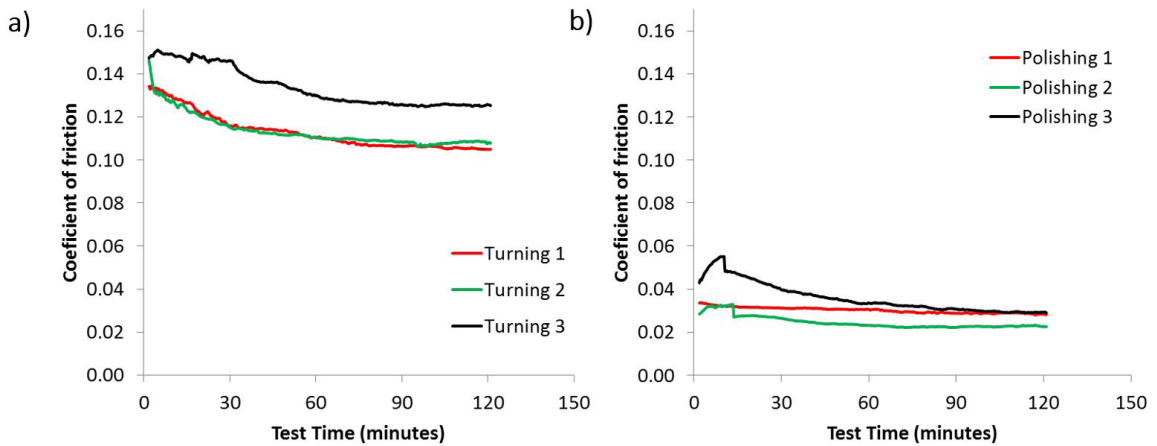 a)
Coeficient of friction
0.16
0.14
0.12
0.10
0.08
0.06
0.04
0.02
0.00
Turning 1
Turning 2
Turning 3
0 30 60 90 120 150
Test Time (minutes)
b)
Coeficient of friction
0.16
0.14
0.12
0.10
0.08
0.06
0.04
0.02
0.00
Polishing 1
Polishing 2
Polishing 3
0 30 60 90 120 150
Test Time (minutes)